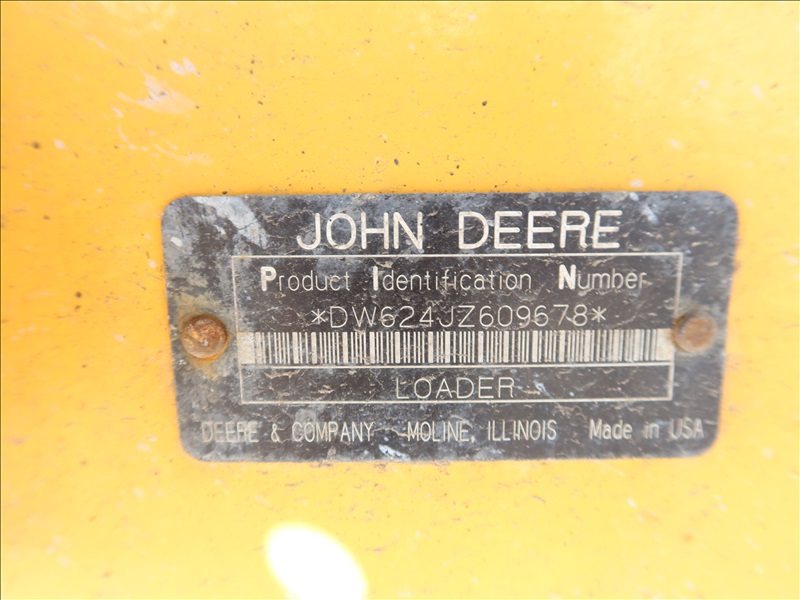 JOHN DEERE
Product Identification Number
*DW624JZ609678*
LOADER
DEERE & COMPANY MOLINE, ILLINOIS Made in USA